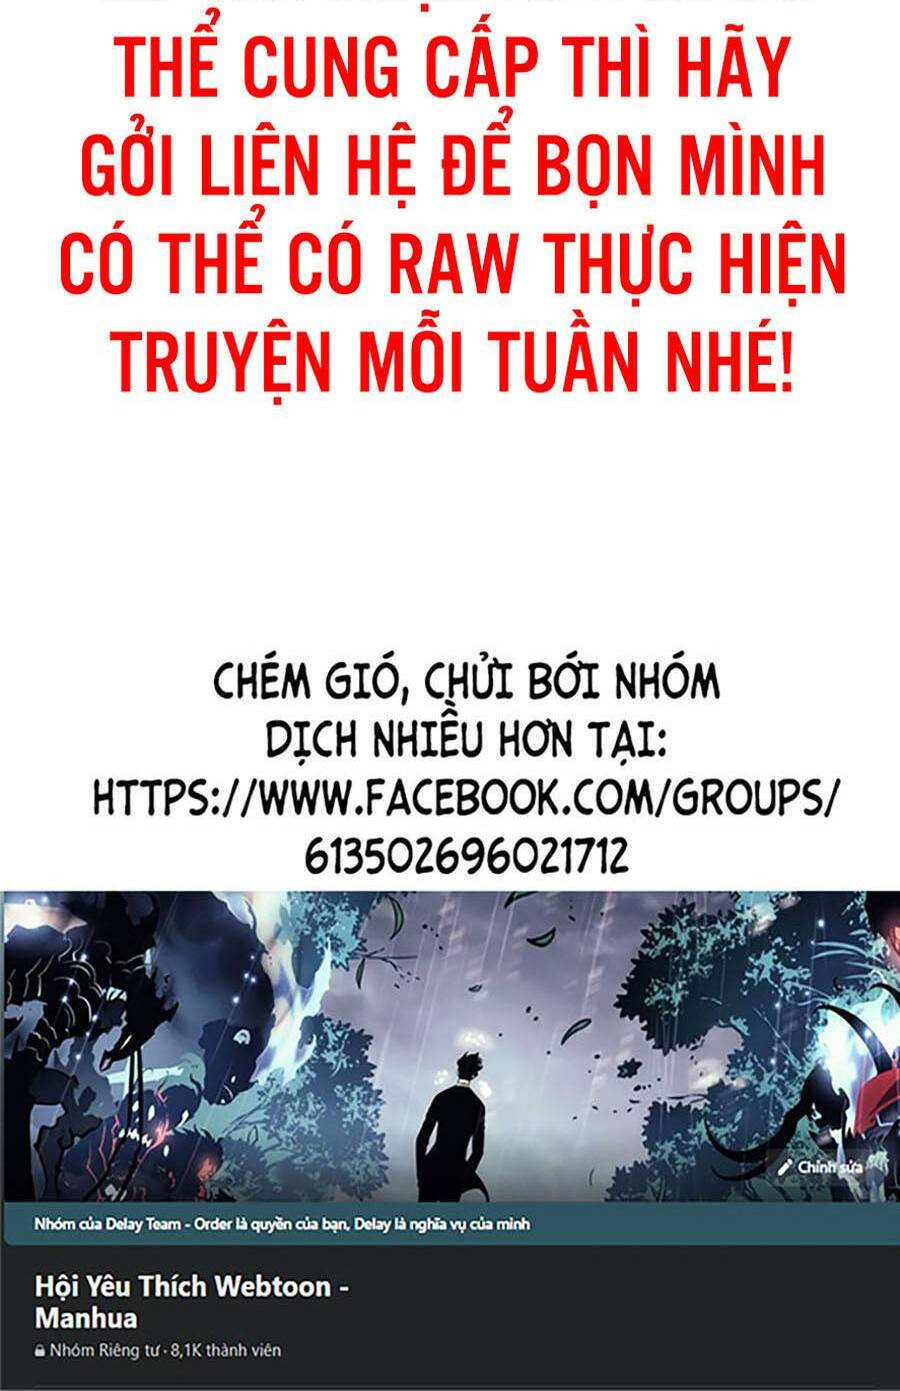 THỂ CUNG CẤP THÌ HÃY
GỞI LIÊN HỆ ĐỂ BỌN MÌNH
CÓ THỂ CÓ RAW THỰC HIỆN
TRUYỆN MỖI TUẦN NHÉ!
CHÉM GIÓ, CHỬI BỚI NHÓM
DỊCH NHIỀU HƠN TẠI:
HTTPS://WWW.FACEBOOK.COM/GROUPS/
613502696021712
Chỉnh sửa
Nhóm của Delay Team - Order là quyền của bạn, Delay là nghĩa vụ của mình
Hội Yêu Thích Webtoon -
Manhua
Nhóm Riêng tư · 8,1K thành viên